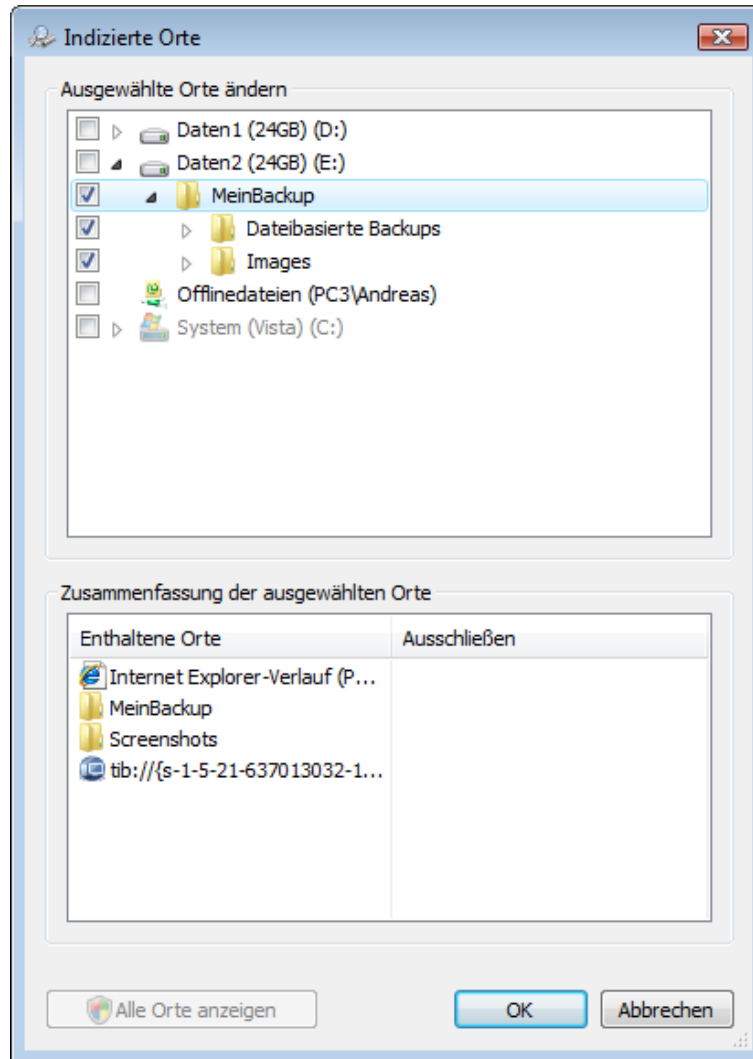 Indizierte Orte
Ausgewählte Orte ändern
Daten1 (24GB) (D:)
Daten2 (24GB) (E:)
MeinBackup
Dateibasierte Backups
Images
Offlinedateien (PC3\Andreas)
System (Vista) (C:)
Zusammenfassung der ausgewählten Orte
Enthaltene Orte Ausschließen
Internet Explorer-Verlauf (P...
MeinBackup
Screenshots
tib://{s-1-5-21-637013032-1...
Alle Orte anzeigen OK Abbrechen